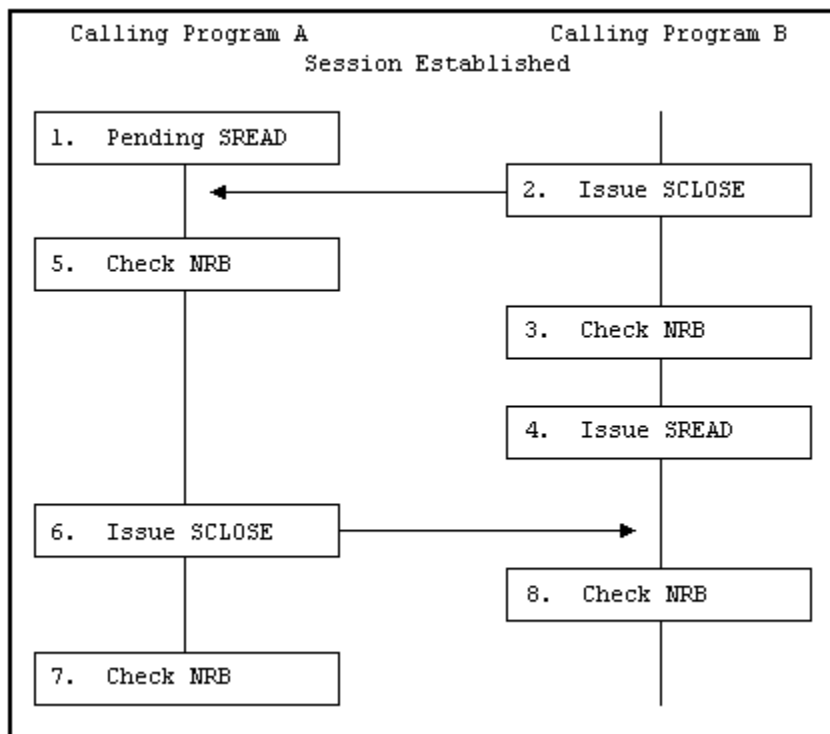 Calling Program A
Calling Program B
Session Established
1. Pending SREAD
2. Issue SCLOSE
5. Check NRB
3. Check NRB
4. Issue SREAD
6. Issue SCLOSE
8. Check NRB
7. Check NRB